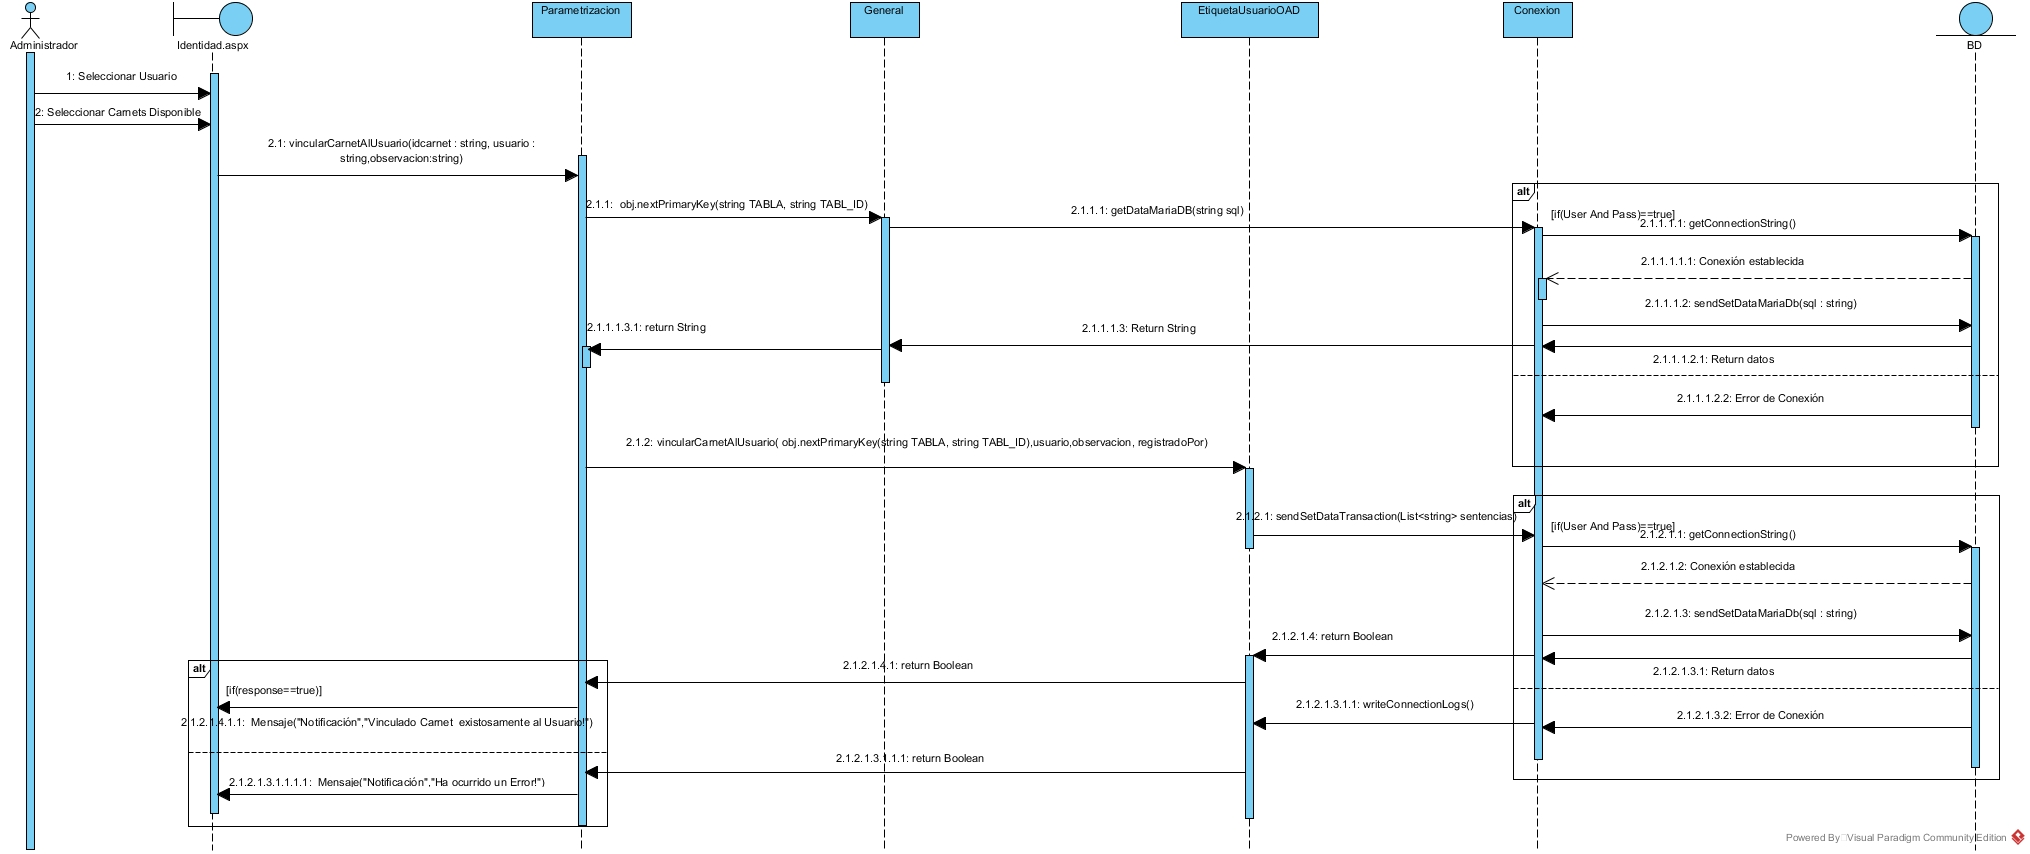 Administrador
Identidad.aspx
Parametrizacion
General
EtiquetaUsuarioOAD
Conexion
BD
1: Seleccionar Usuario
2: Seleccionar Carnets Disponible
2.1: vincularCarnetAlUsuario(idcarnet : string, usuario :
string,observacion:string)
alt
2.1.1:  obj.nextPrimaryKey(string TABLA, string TABL_ID)
2.1.1.1: getDataMariaDB(string sql)
[if(User And Pass)==true]
2.1.1.1.1: getConnectionString()
2.1.1.1.1.1: Conexión establecida
2.1.1.1.2: sendSetDataMariaDb(sql : string)
2.1.1.1.3.1: return String
2.1.1.1.3: Return String
2.1.1.1.2.1: Return datos
2.1.1.1.2.2: Error de Conexión
2.1.2: vincularCarnetAlUsuario( obj.nextPrimaryKey(string TABLA, string TABL_ID),usuario,observacion, registradoPor)
alt
2.1.2.1: sendSetDataTransaction(List<string> sentencias)
[if(User And Pass)==true]
2.1.2.1.1: getConnectionString()
2.1.2.1.2: Conexión establecida
2.1.2.1.3: sendSetDataMariaDb(sql : string)
2.1.2.1.4: return Boolean
2.1.2.1.4.1: return Boolean
alt
2.1.2.1.3.1: Return datos
[if(response==true)]
2.1.2.1.3.1.1: writeConnectionLogs()
2.1.2.1.3.2: Error de Conexión
2.1.2.1.4.1.1:  Mensaje("Notificación","Vinculado Carnet  existosamente al Usuario!")
2.1.2.1.3.1.1.1: return Boolean
2.1.2.1.3.1.1.1.1:  Mensaje("Notificación","Ha ocurrido un Error!")
Powered By Visual Paradigm Community Edition